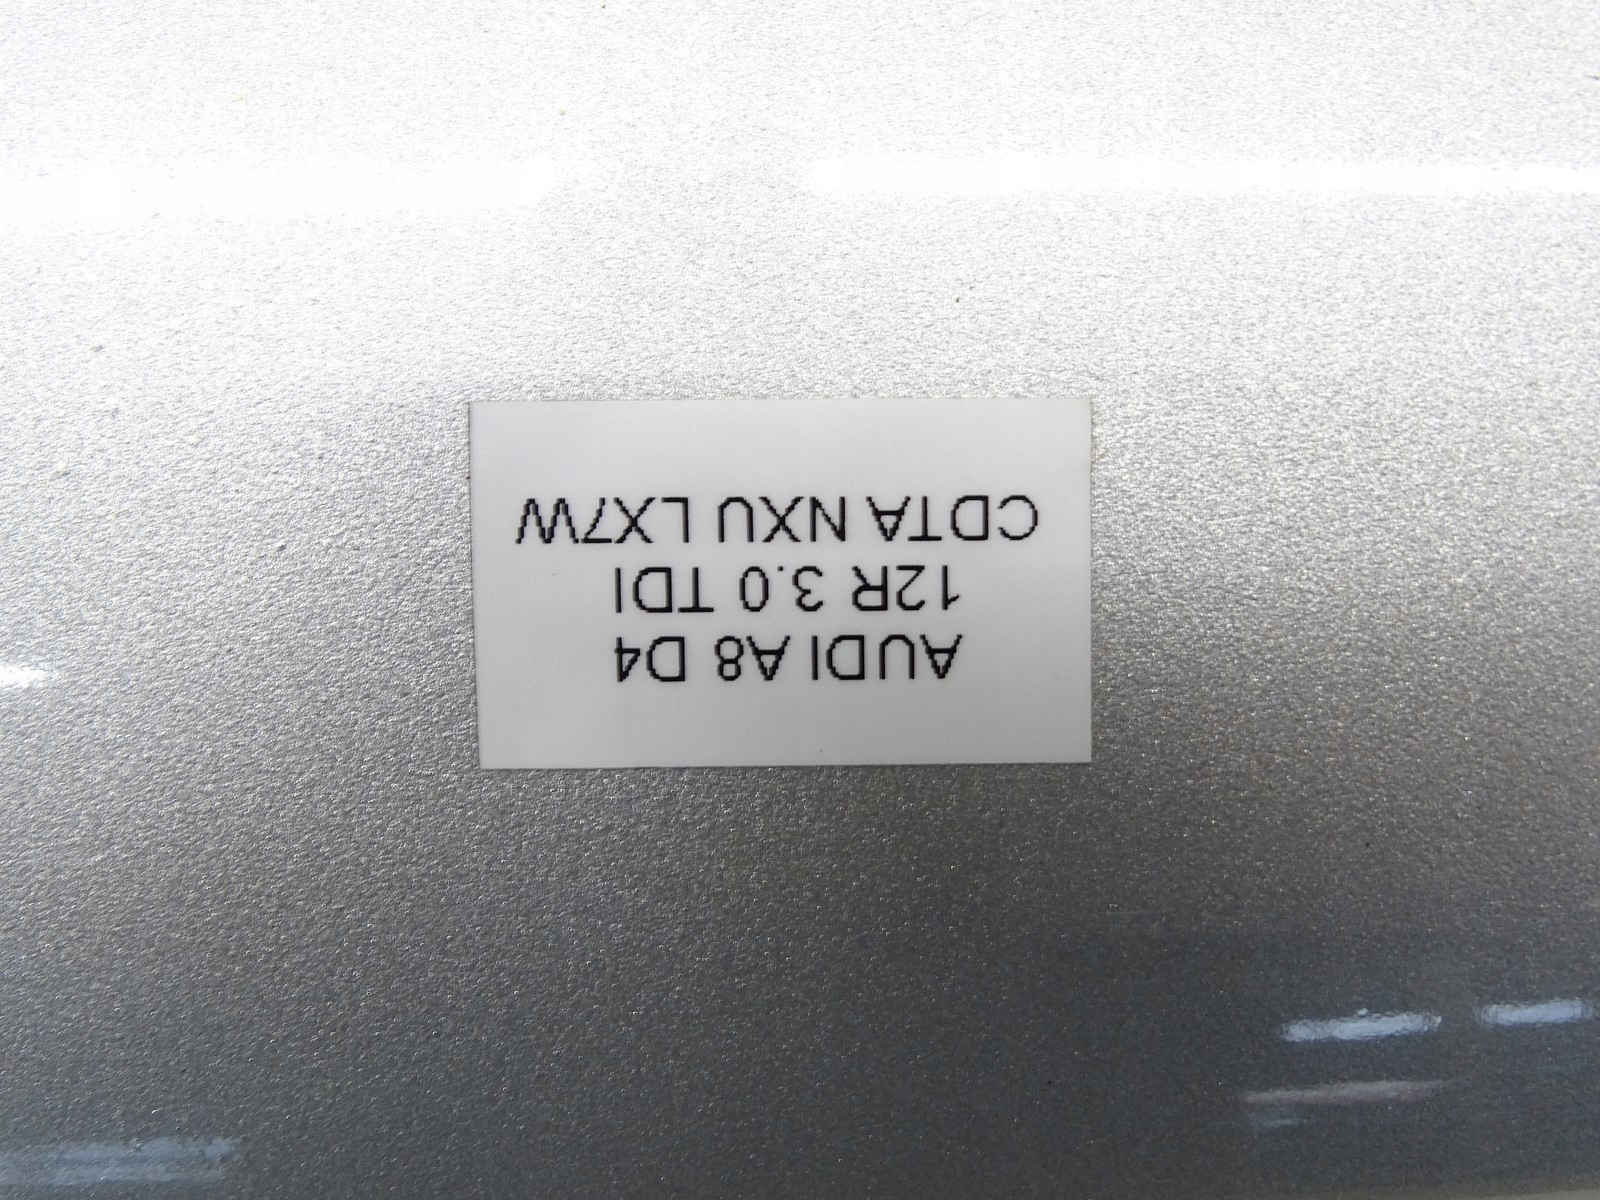 AUDI A8 D4
12R 3.0 TDI
CDTA NXU LX7W